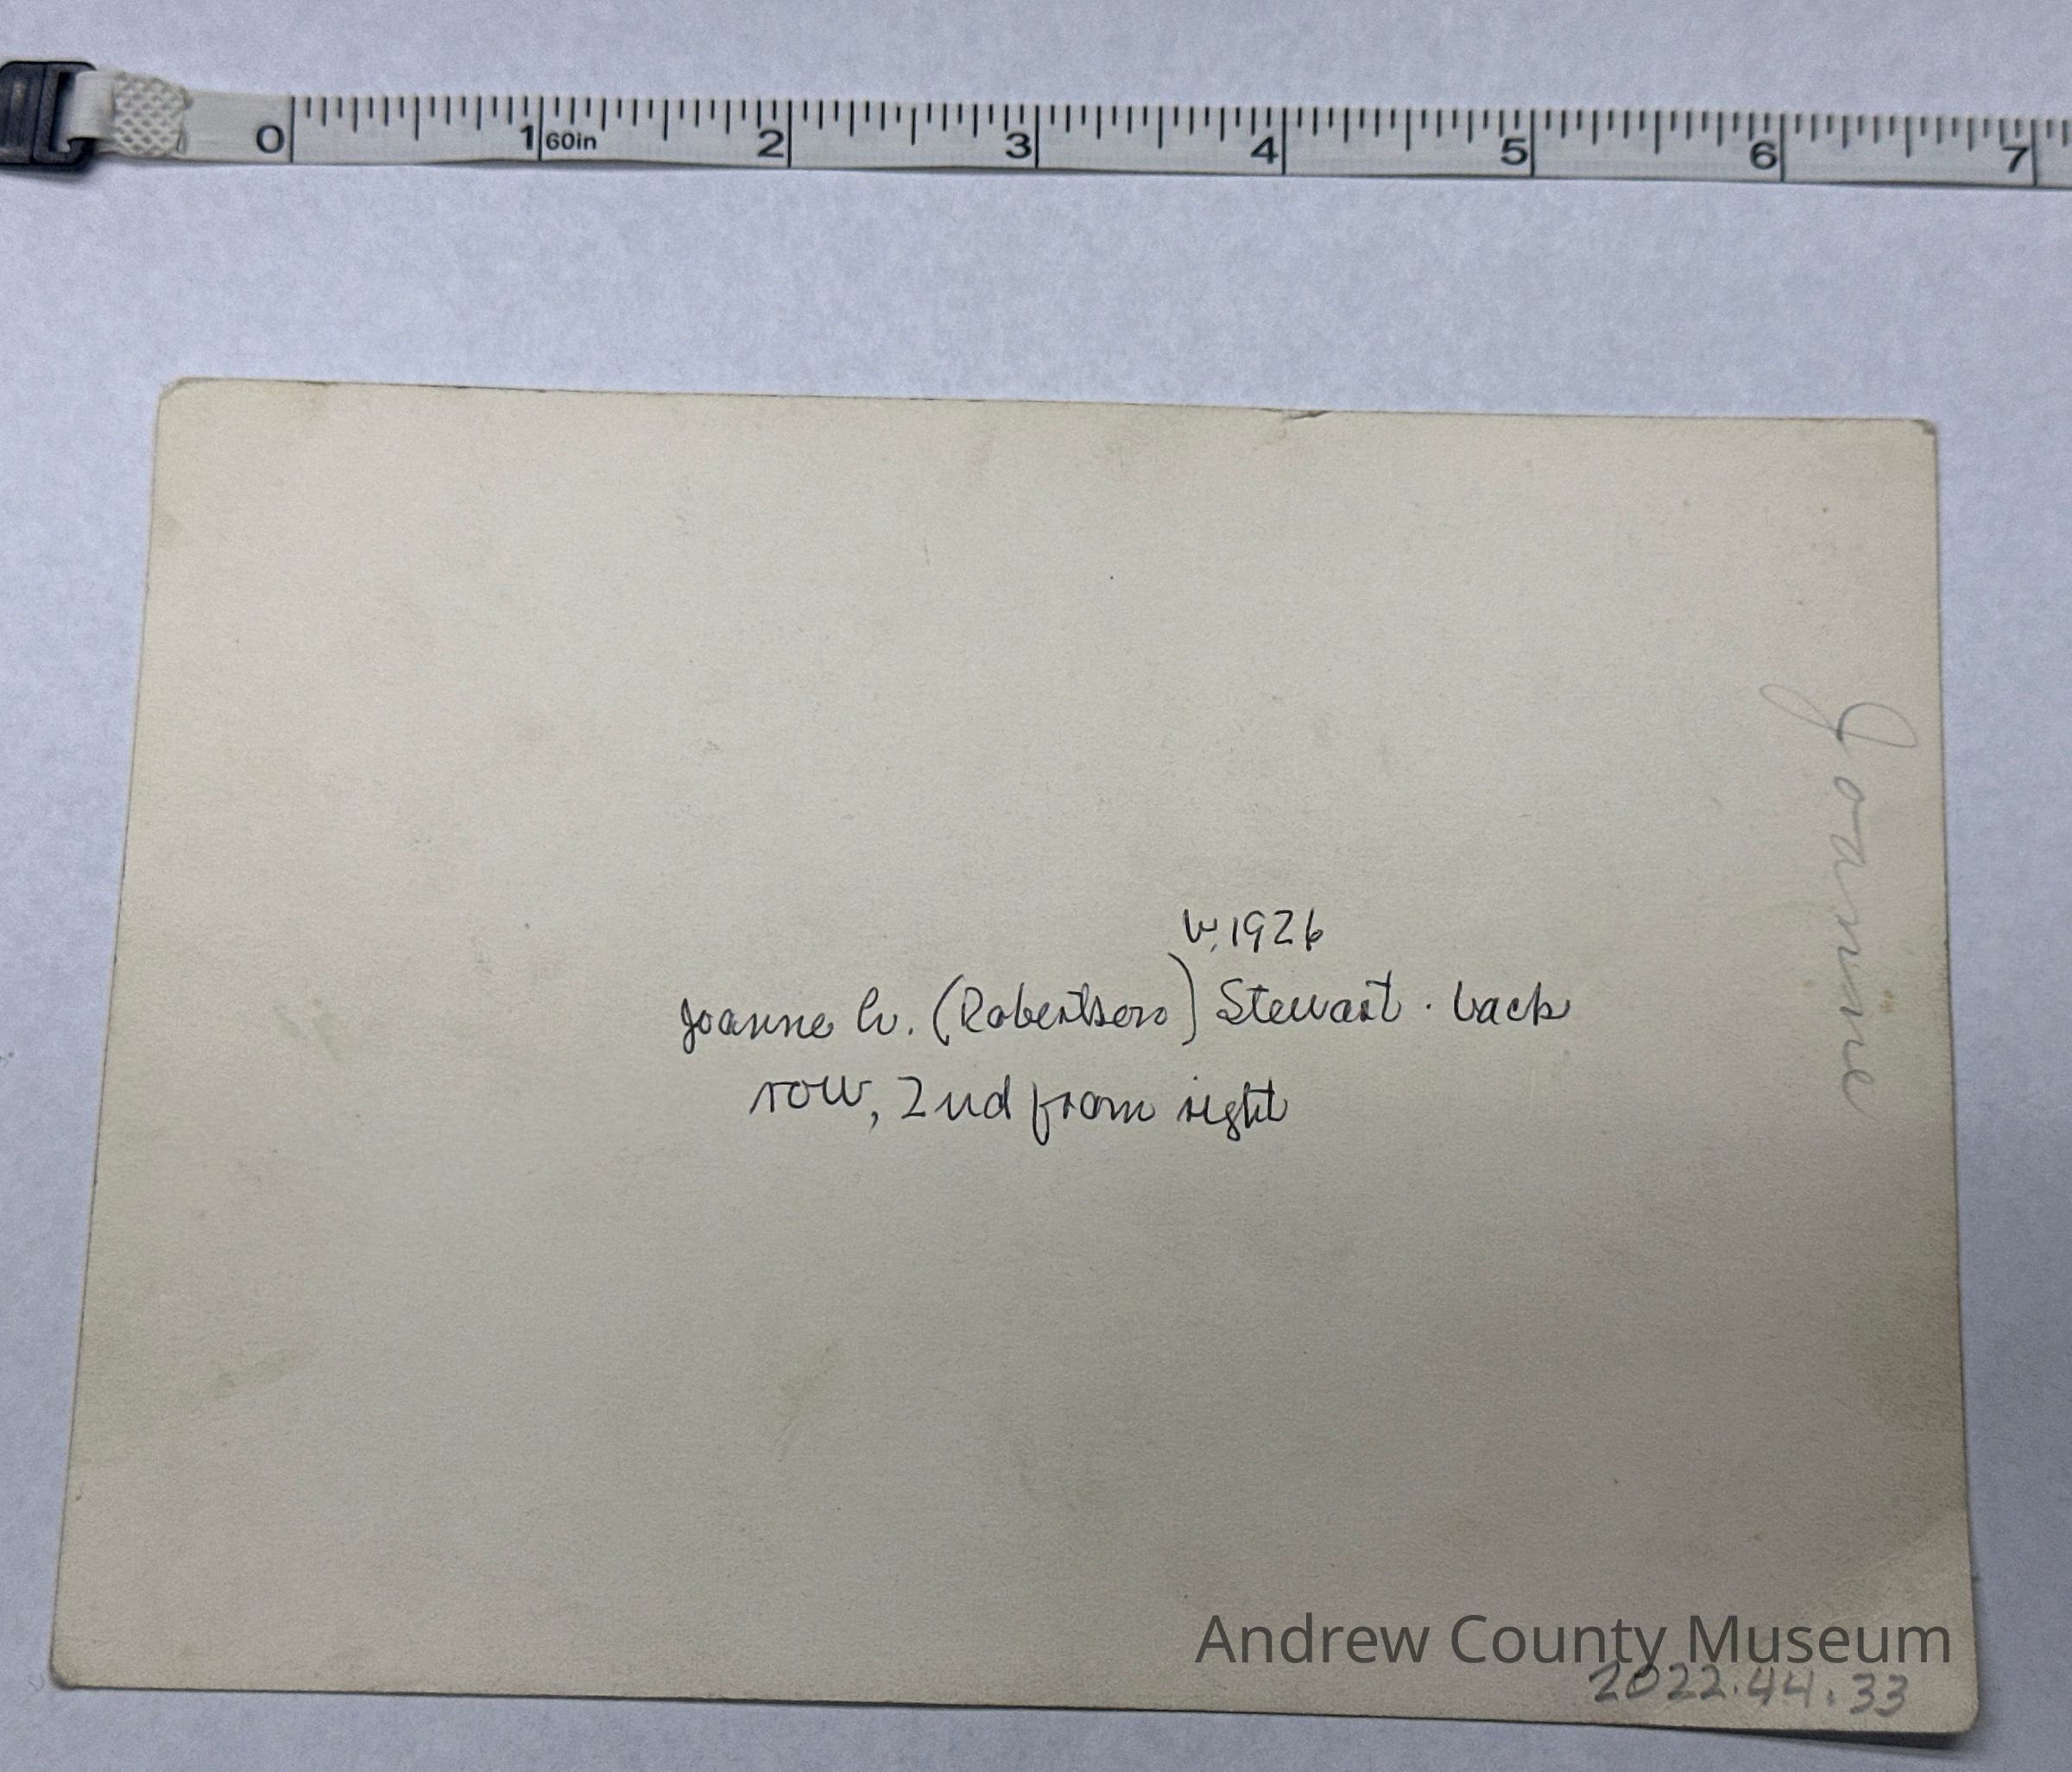 0 1 60in 2 3 4 5 6 7
b. 1926
Joanne W. (Robertson) Stewart. back
row, 2nd from right
Joanne
Andrew County Museum
2022.44.33